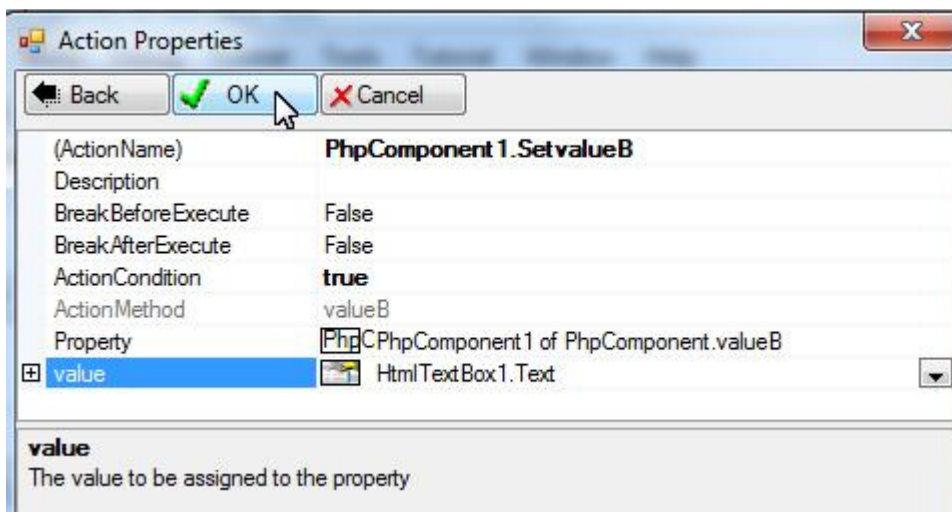 Action Properties
Back OK Cancel
(ActionName) PhpComponent1.SetvalueB
Description
BreakBeforeExecute False
BreakAfterExecute False
ActionCondition true
ActionMethod valueB
Property PhpCPhpComponent1 of PhpComponent.valueB
value HtmlTextBox1.Text
value
The value to be assigned to the property